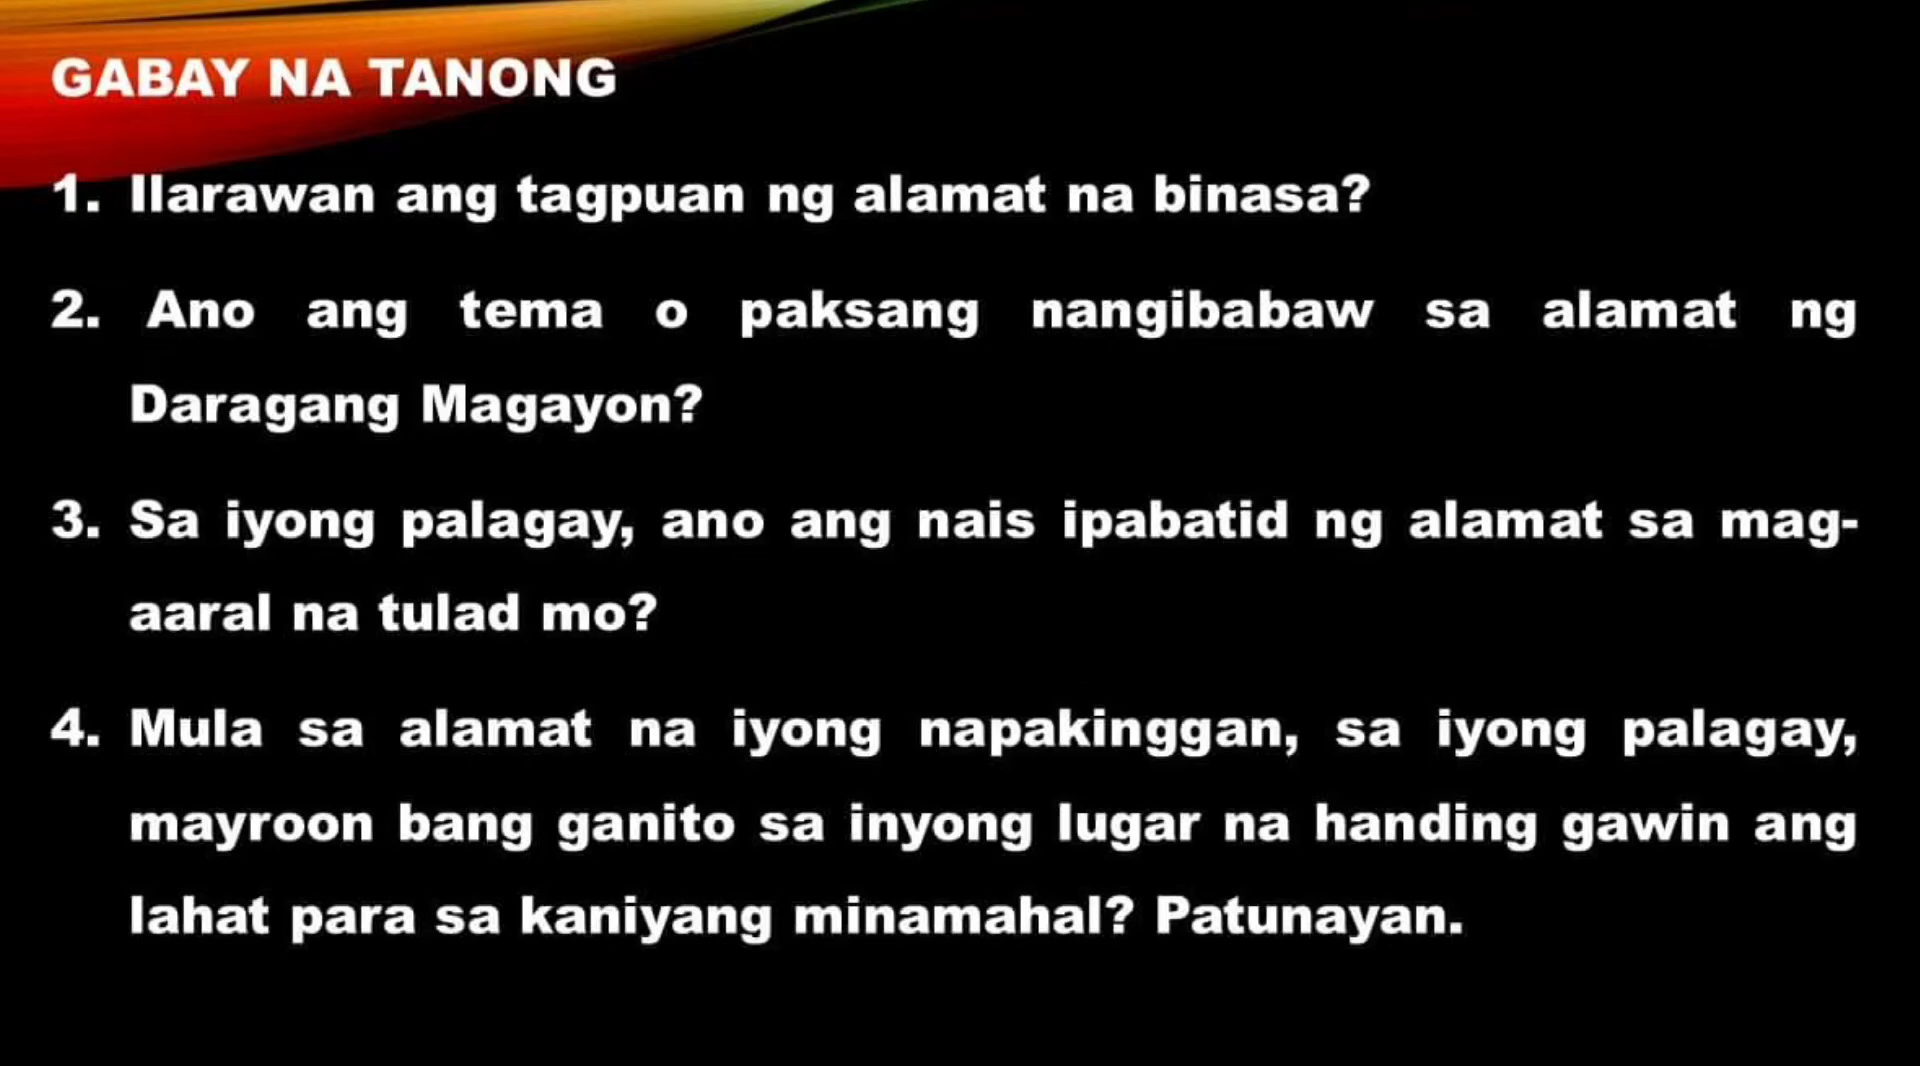 GABAY NA TANONG
1. Ilarawan ang tagpuan ng alamat na binasa?
2. Ano ang tema o paksang nangibabaw sa alamat ng
Daragang Magayon?
3. Sa iyong palagay, ano ang nais ipabatid ng alamat sa mag-
aaral na tulad mo?
4. Mula sa alamat na iyong napakinggan, sa iyong palagay,
mayroon bang ganito sa inyong lugar na handing gawin ang
lahat para sa kaniyang minamahal? Patunayan.